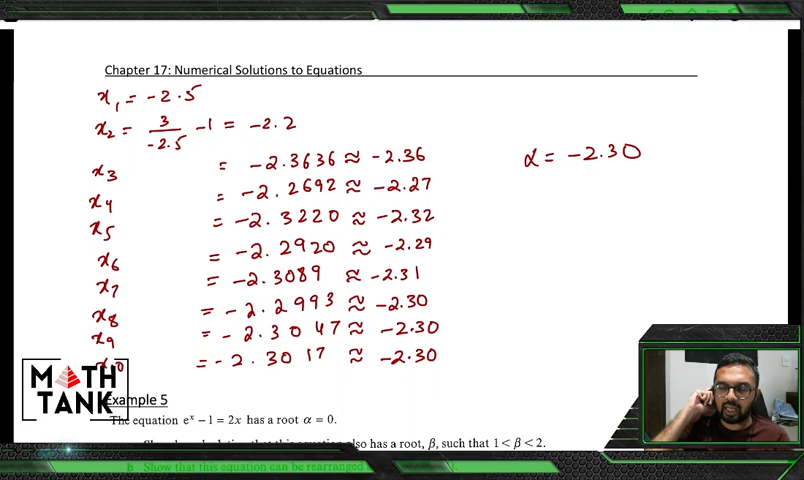 Chapter 17: Numerical Solutions to Equations
x₁ = -2.5
x₂ = 3/-2.5 - 1 = -2.2
x₃ = -2.3636 ≈ -2.36
α = -2.30
x₄ = -2.2692 ≈ -2.27
x₅ = -2.3220 ≈ -2.32
x₆ = -2.2920 ≈ -2.29
x₇ = -2.3089 ≈ -2.31
x₈ = -2.2993 ≈ -2.30
x₉ = -2.3047 ≈ -2.30
= -2.3017 ≈ -2.30
MATH
TANK
Example 5
The equation eˣ − 1 = 2x has a root α = 0.
also has a root, β, such that 1 < β < 2.
b Show that this equation can be rearranged